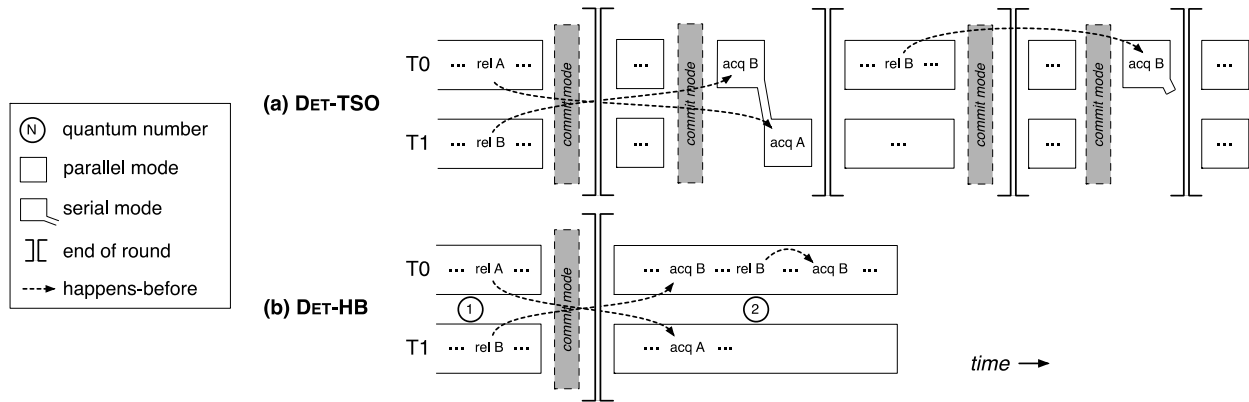 N quantum number
parallel mode
serial mode
end of round
happens-before
(a) DET-TSO
T0
... rel A ...
T1
... rel B ...
commit mode
...
...
commit mode
acq B
acq A
... rel B ...
...
commit mode
...
...
commit mode
acq B
...
...
(b) DET-HB
T0
... rel A ...
1
T1
... rel B ...
commit mode
... acq B ... rel B ... acq B ...
2
... acq A ...
time